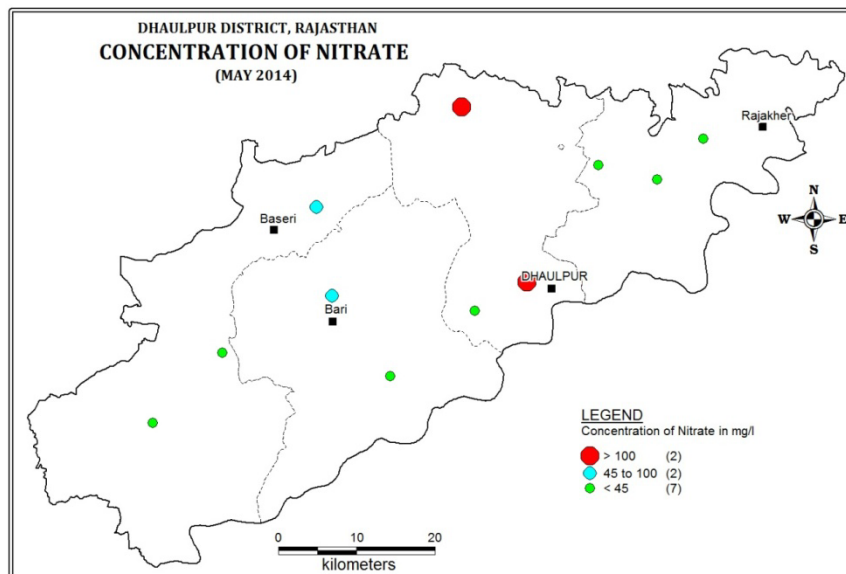 DHAULPUR DISTRICT, RAJASTHAN
CONCENTRATION OF NITRATE
(MAY 2014)
Rajakher
N
W E
S
Baseri
DHAULPUR
Bari
LEGEND
Concentration of Nitrate in mg/l
> 100 (2)
45 to 100 (2)
< 45 (7)
0 10 20
kilometers